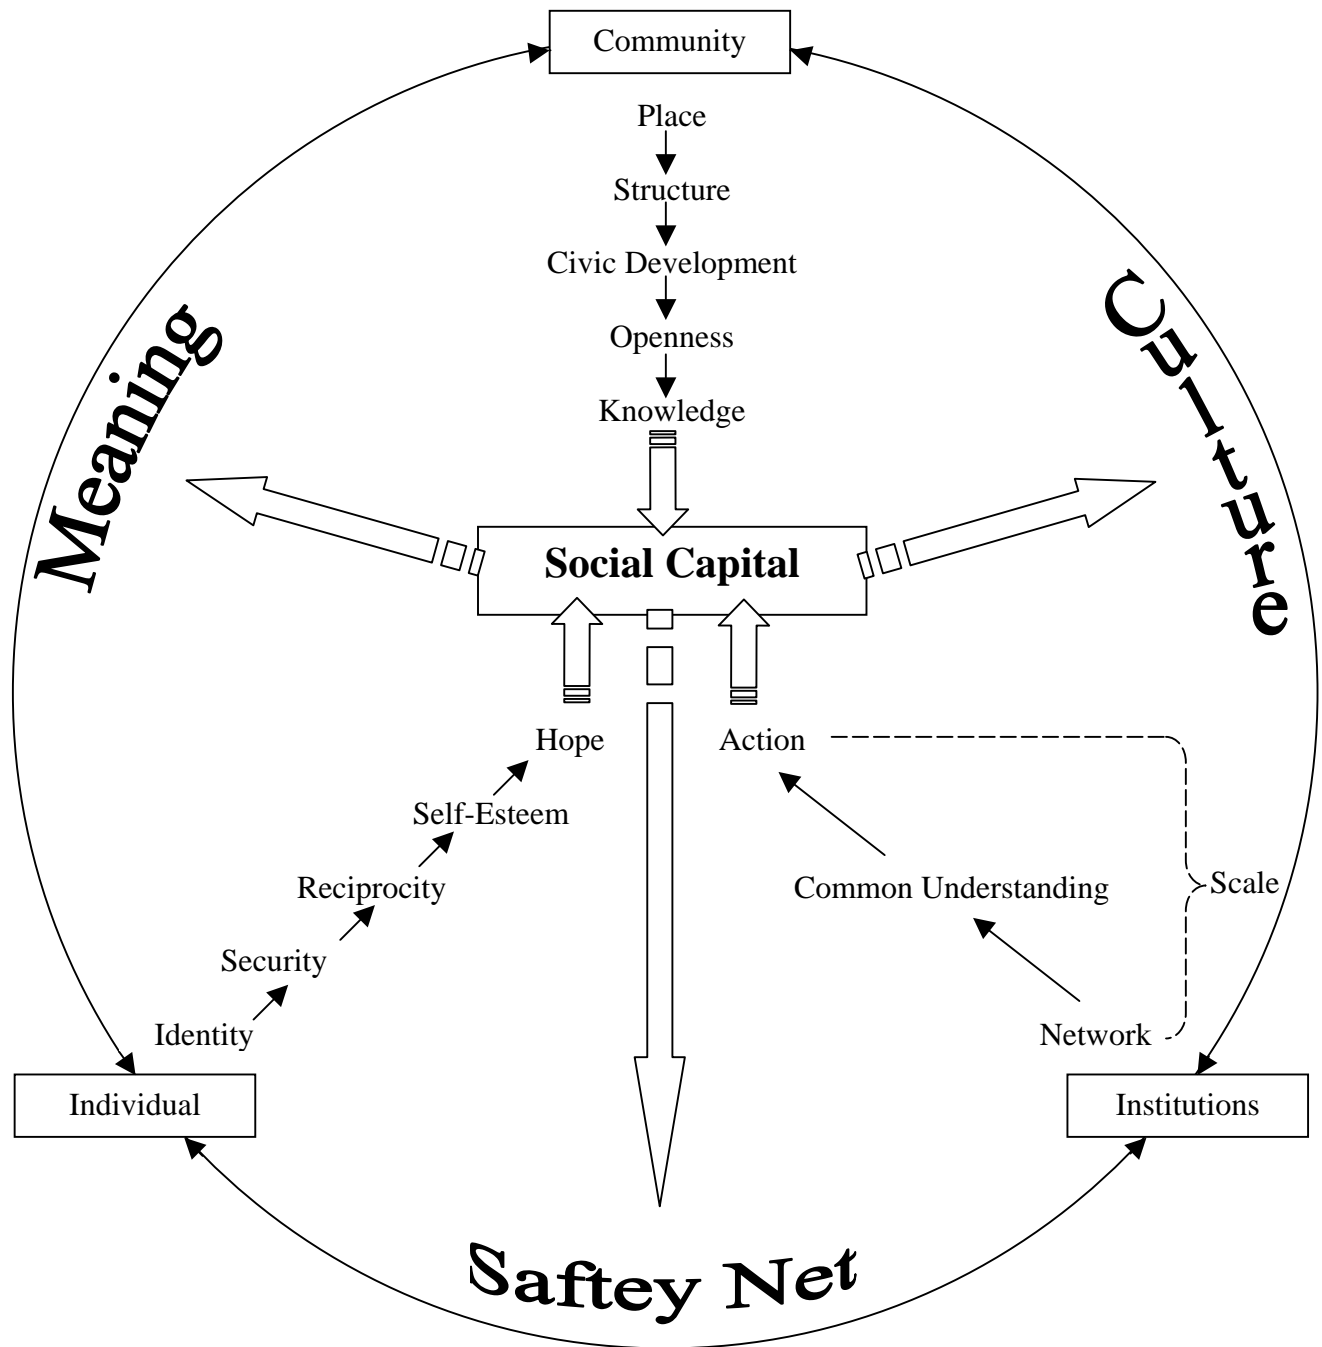 Community
Place
Structure
Civic Development
Openness
Knowledge
Meaning
Culture
Social Capital
Hope
Action
Self-Esteem
Reciprocity
Common Understanding
Scale
Security
Identity
Network
Individual
Institutions
Saftey Net